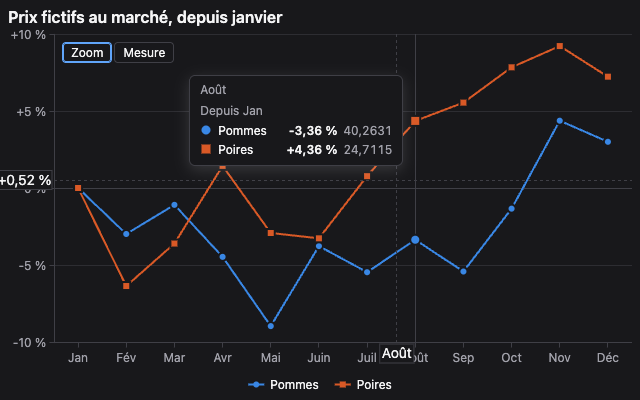 Prix fictifs au marché, depuis janvier
+10 %
Zoom Mesure
Août
Depuis Jan
Pommes -3,36 % 40,2631
Poires +4,36 % 24,7115
+5 %
+0,52 %
0 %
-5 %
-10 %
Jan Fév Mar Avr Mai Juin Juil Août Sep Oct Nov Déc
Pommes Poires